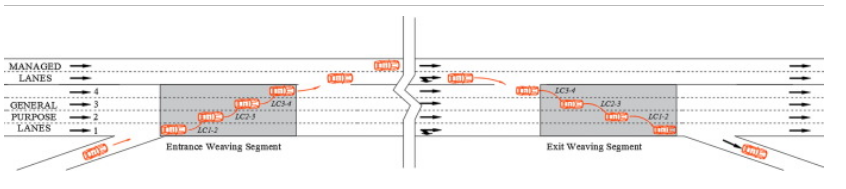 MANAGED
LANES
4
GENERAL 3
PURPOSE 2
LANES 1
LC3-4
LC2-3
LC1-2
Entrance Weaving Segment
LC3-4
LC2-3
LC1-2
Exit Weaving Segment